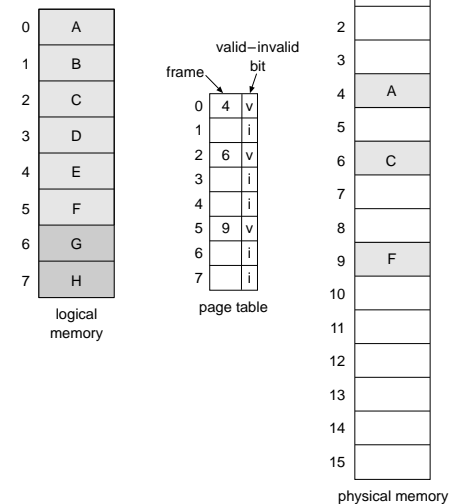 0 A
1 B
2 C
3 D
4 E
5 F
6 G
7 H
logical
memory
valid–invalid
bit
frame
0 4 v
1 i
2 6 v
3 i
4 i
5 9 v
6 i
7 i
page table
2
3
4 A
5
6 C
7
8
9 F
10
11
12
13
14
15
physical memory